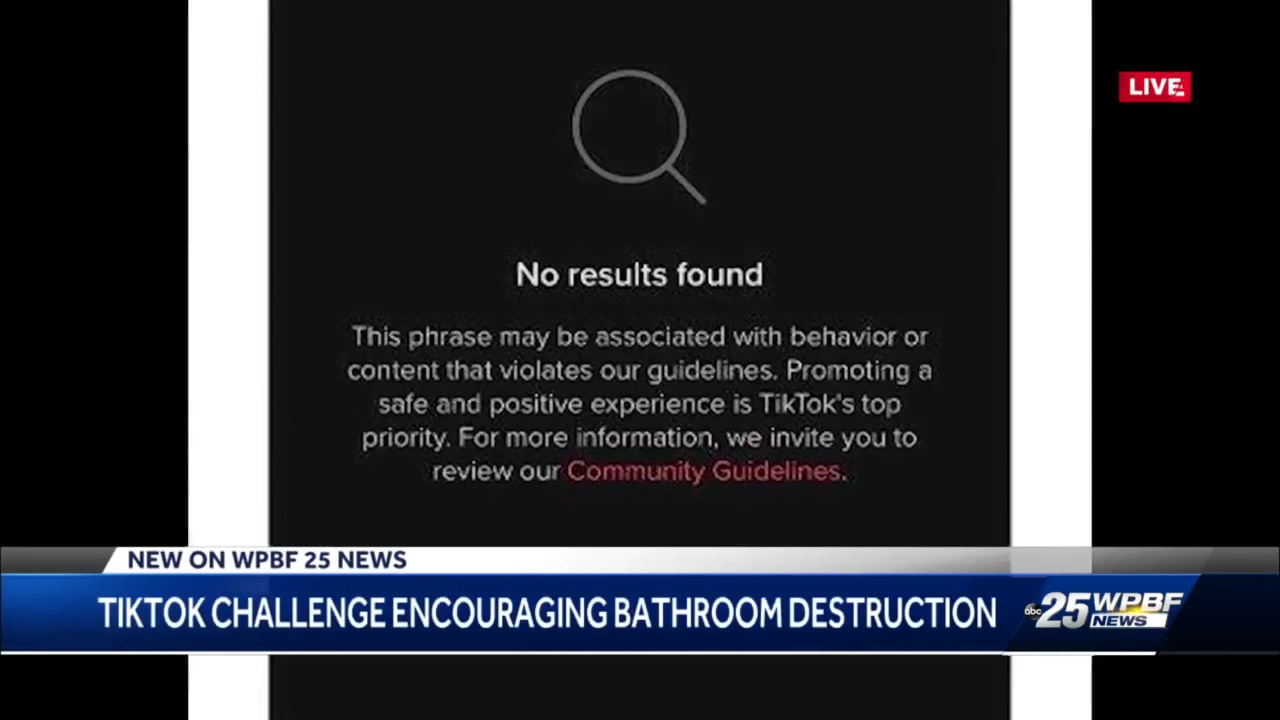 LIVE
No results found
This phrase may be associated with behavior or
content that violates our guidelines. Promoting a
safe and positive experience is TikTok's top
priority. For more information, we invite you to
review our Community Guidelines.
NEW ON WPBF 25 NEWS
TIKTOK CHALLENGE ENCOURAGING BATHROOM DESTRUCTION
abc 25 WPBF
NEWS